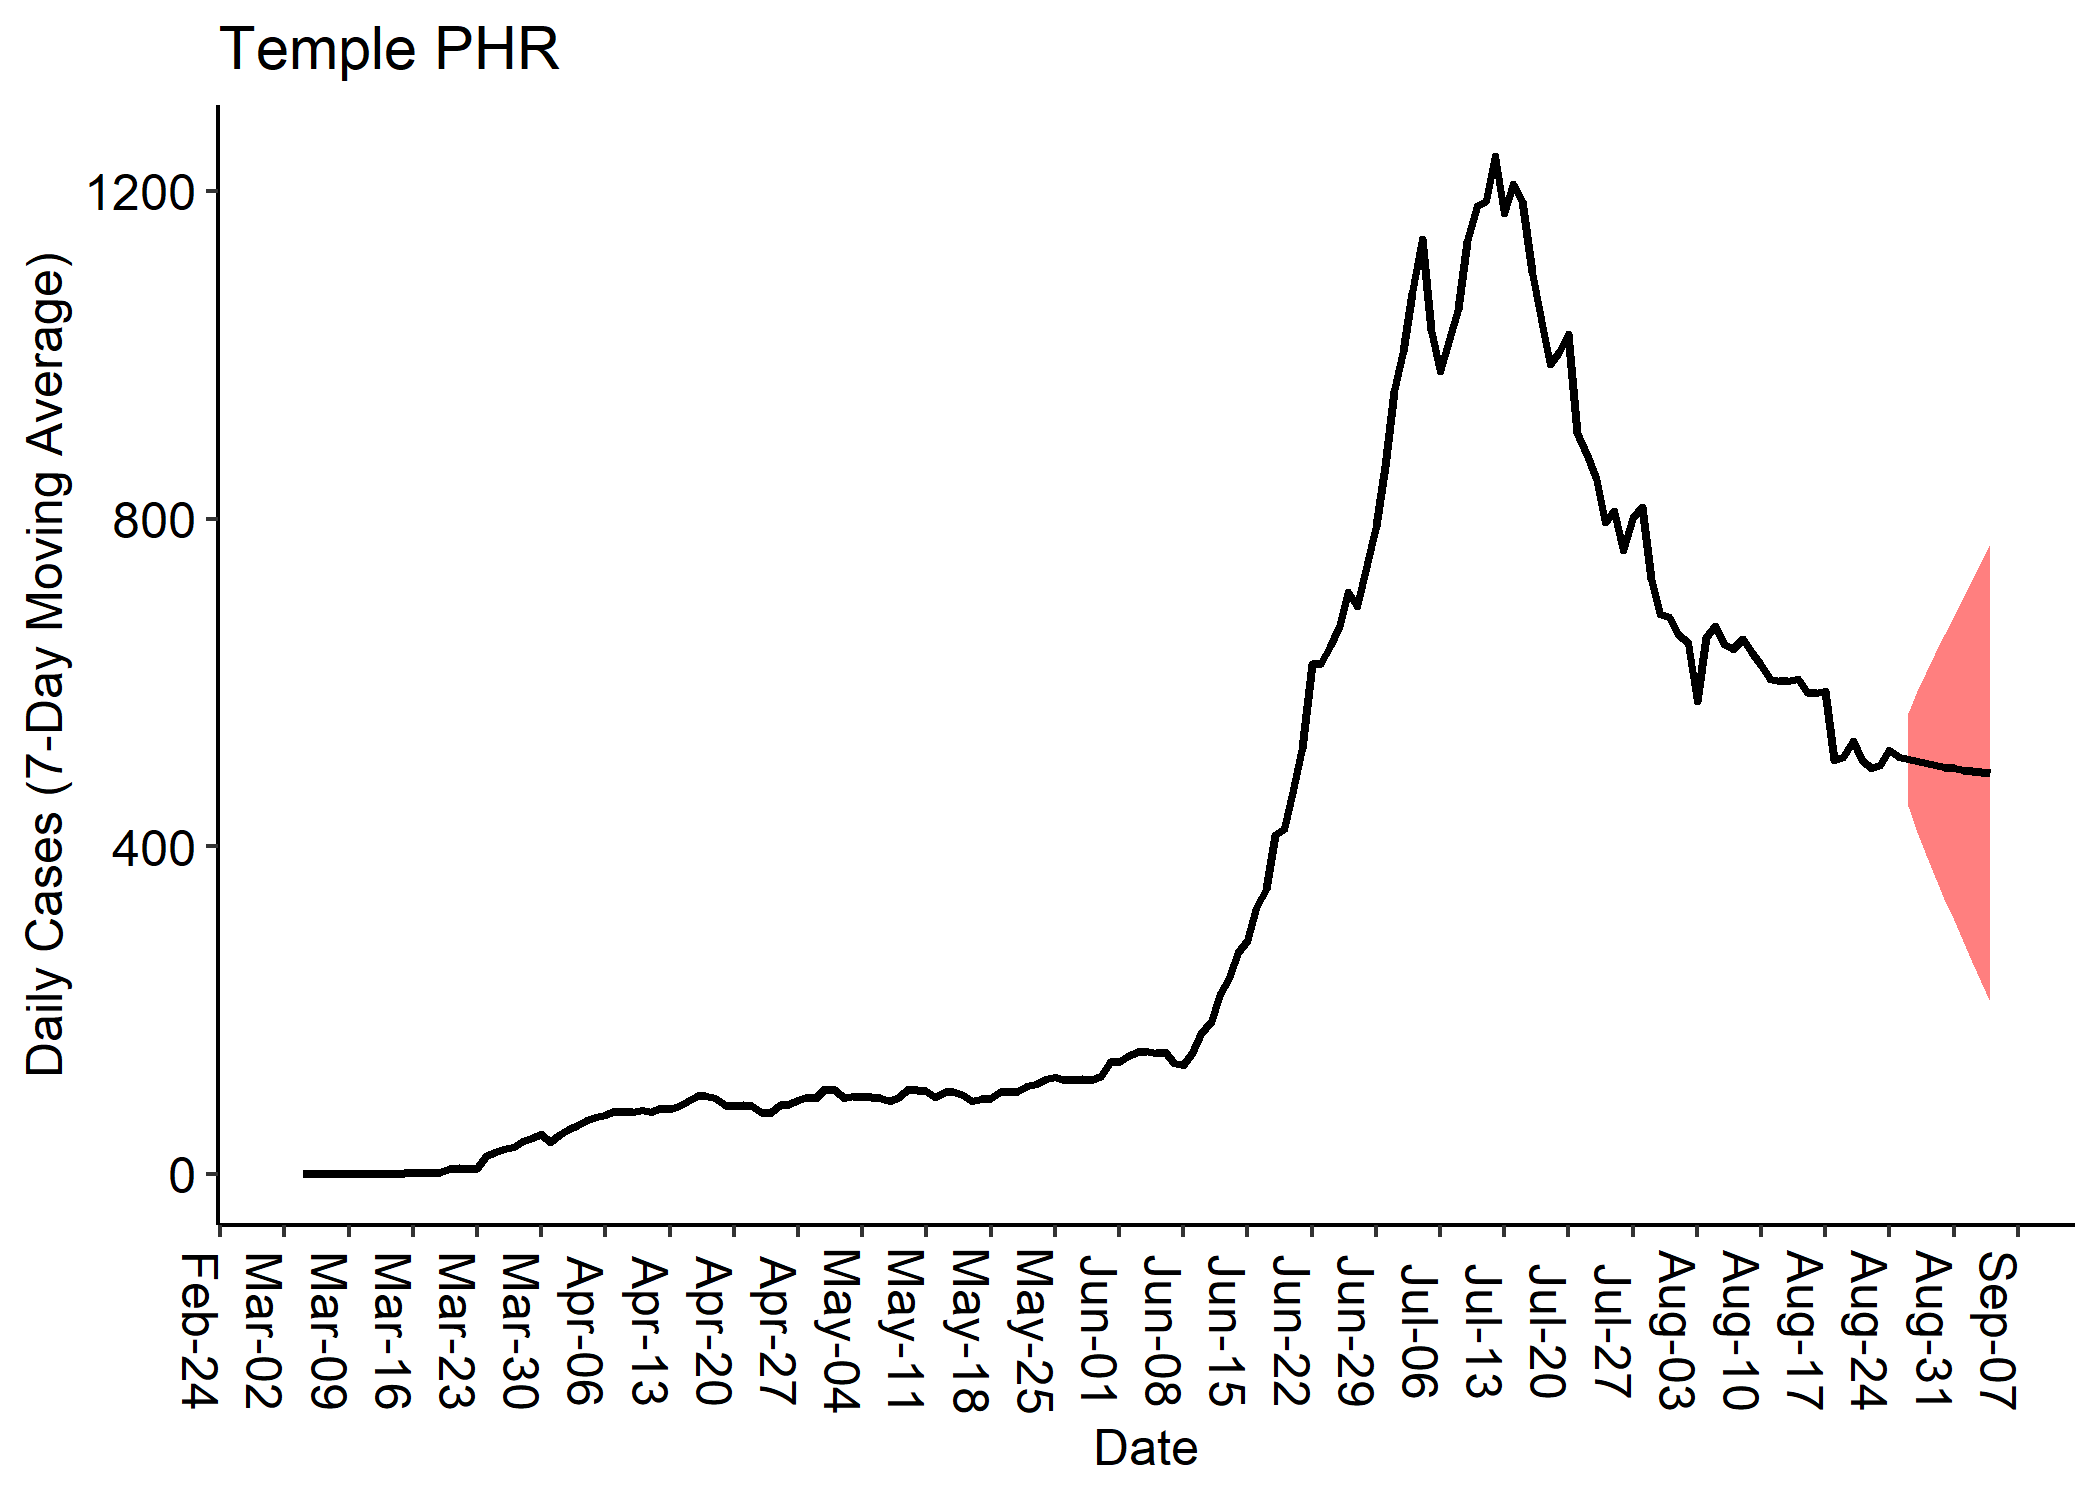 Temple PHR
Daily Cases (7-Day Moving Average)
1200
800
400
0
Feb-24
Mar-02
Mar-09
Mar-16
Mar-23
Mar-30
Apr-06
Apr-13
Apr-20
Apr-27
May-04
May-11
May-18
May-25
Jun-01
Jun-08
Jun-15
Jun-22
Jun-29
Jul-06
Jul-13
Jul-20
Jul-27
Aug-03
Aug-10
Aug-17
Aug-24
Aug-31
Sep-07
Date